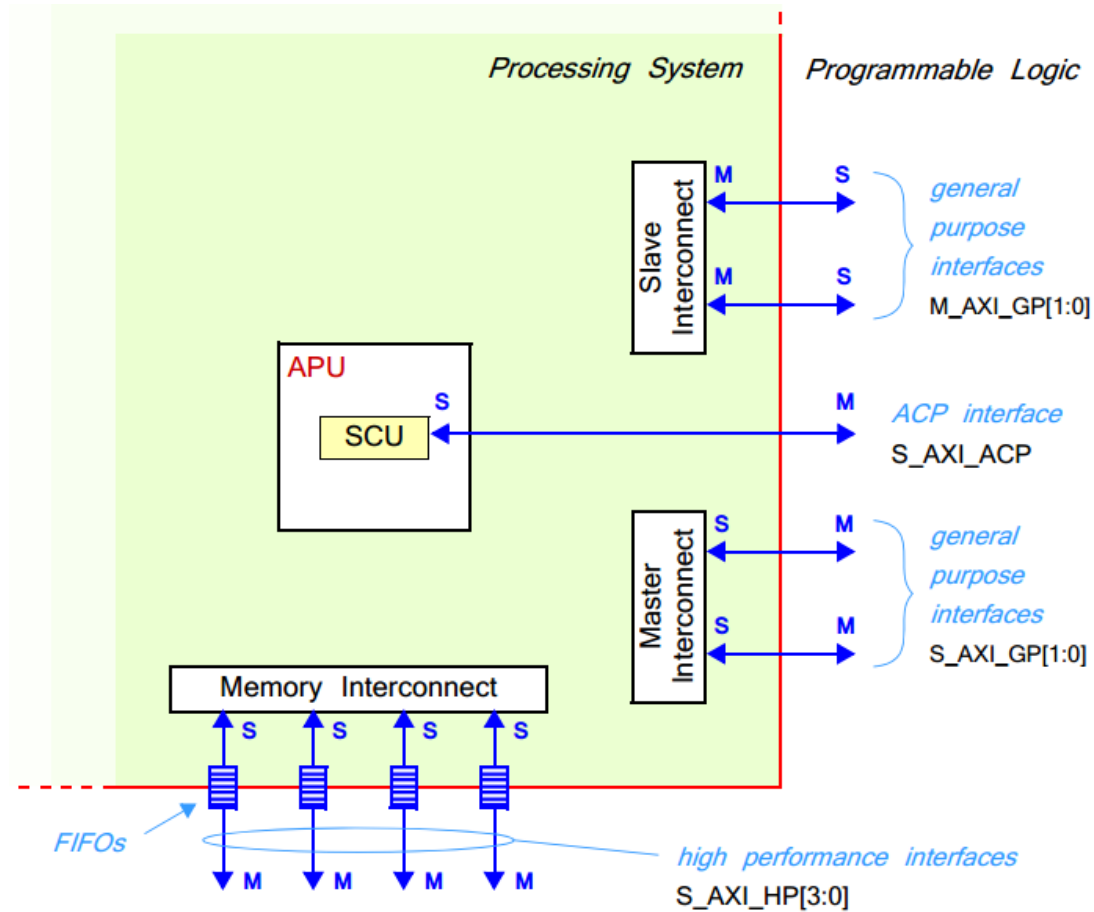 Processing System
Programmable Logic
Slave
Interconnect
M
S
M
S
general
purpose
interfaces
M_AXI_GP[1:0]
APU
SCU
S
M
ACP interface
S_AXI_ACP
Master
Interconnect
S
M
S
M
general
purpose
interfaces
S_AXI_GP[1:0]
Memory Interconnect
S
S
S
S
FIFOs
M
M
M
M
high performance interfaces
S_AXI_HP[3:0]